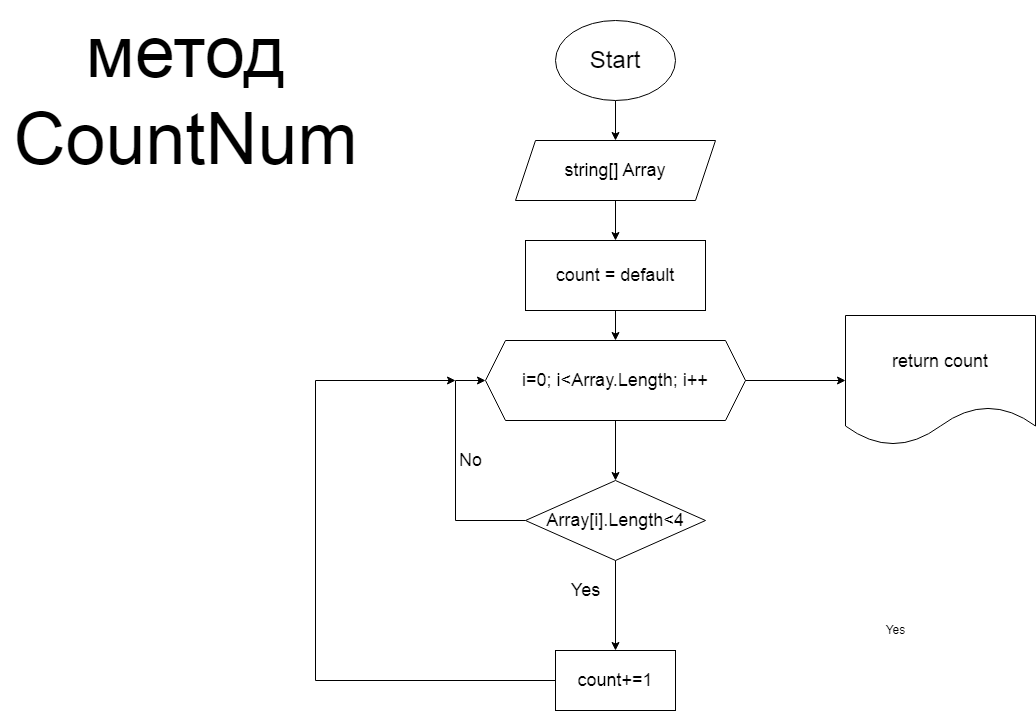 метод
CountNum
Start
string[] Array
count = default
i=0; i<Array.Length; i++
return count
No
Array[i].Length<4
Yes
Yes
count+=1